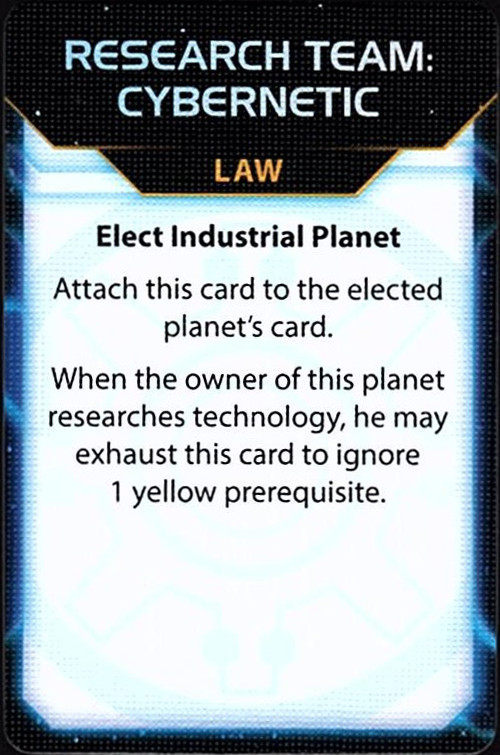 RESEARCH TEAM:
CYBERNETIC
LAW
Elect Industrial Planet
Attach this card to the elected
planet's card.
When the owner of this planet
researches technology, he may
exhaust this card to ignore
1 yellow prerequisite.